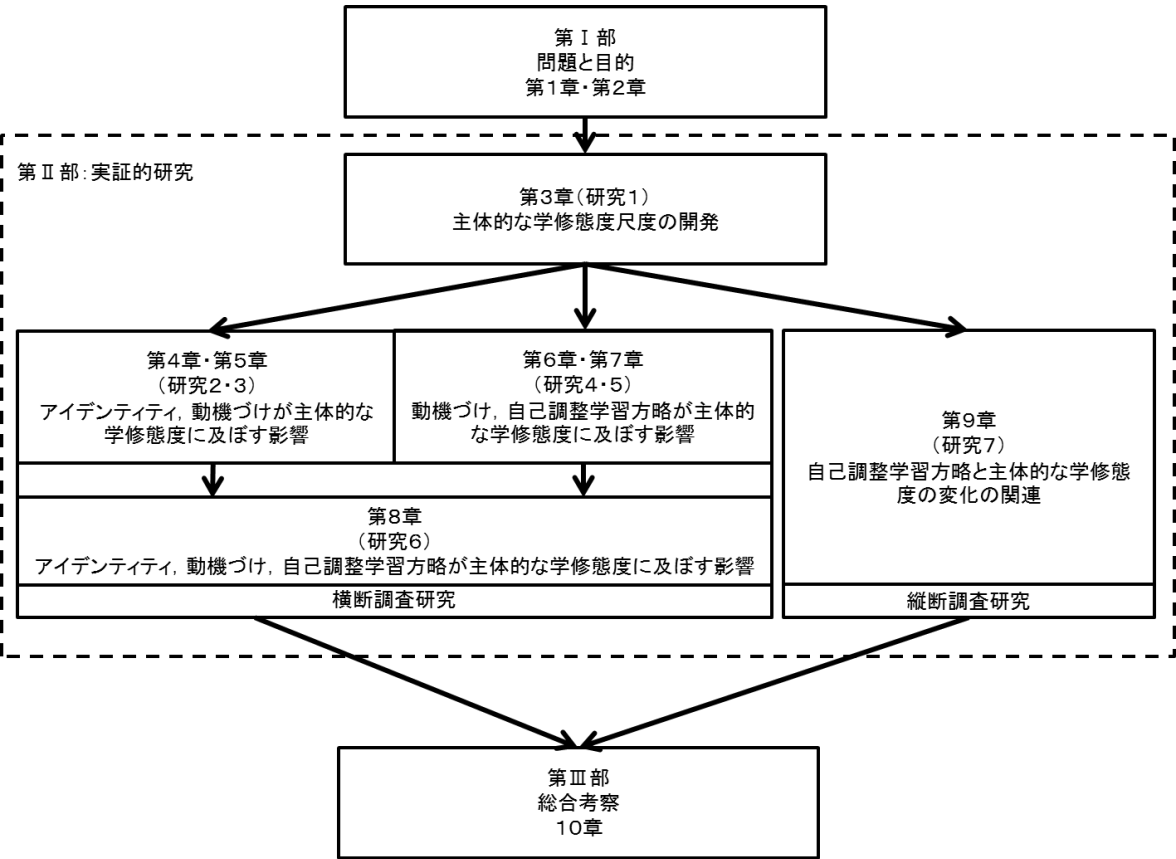 第Ⅰ部
問題と目的
第1章・第2章
第Ⅱ部：実証的研究
第3章（研究1）
主体的な学修態度尺度の開発
第4章・第5章
（研究2・3）
アイデンティティ，動機づけが主体的な
学修態度に及ぼす影響
第6章・第7章
（研究4・5）
動機づけ，自己調整学習方略が主体的
な学修態度に及ぼす影響
第8章
（研究6）
アイデンティティ，動機づけ，自己調整学習方略が主体的な学修態度に及ぼす影響
横断調査研究
第9章
（研究7）
自己調整学習方略と主体的な学修態
度の変化の関連
縦断調査研究
第Ⅲ部
総合考察
10章